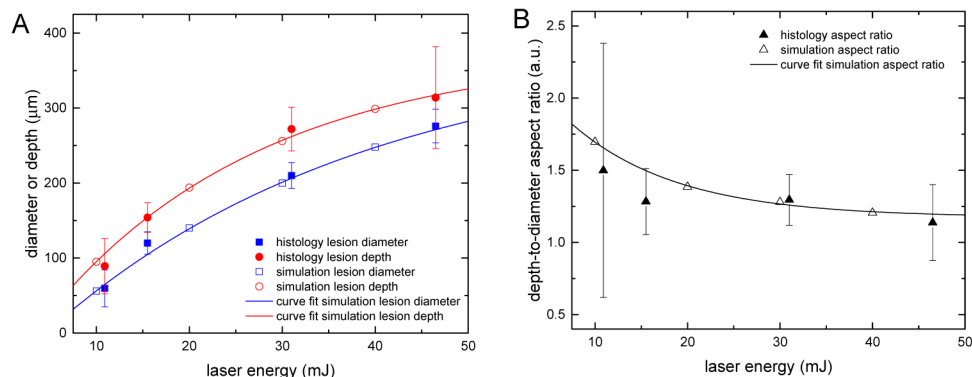 A
400
300
200
100
0
diameter or depth (μm)
histology lesion diameter
histology lesion depth
simulation lesion diameter
simulation lesion depth
curve fit simulation lesion diameter
curve fit simulation lesion depth
10 20 30 40 50
laser energy (mJ)
B
2.5
2.0
1.5
1.0
0.5
depth-to-diameter aspect ratio (a.u.)
histology aspect ratio
simulation aspect ratio
curve fit simulation aspect ratio
10 20 30 40 50
laser energy (mJ)